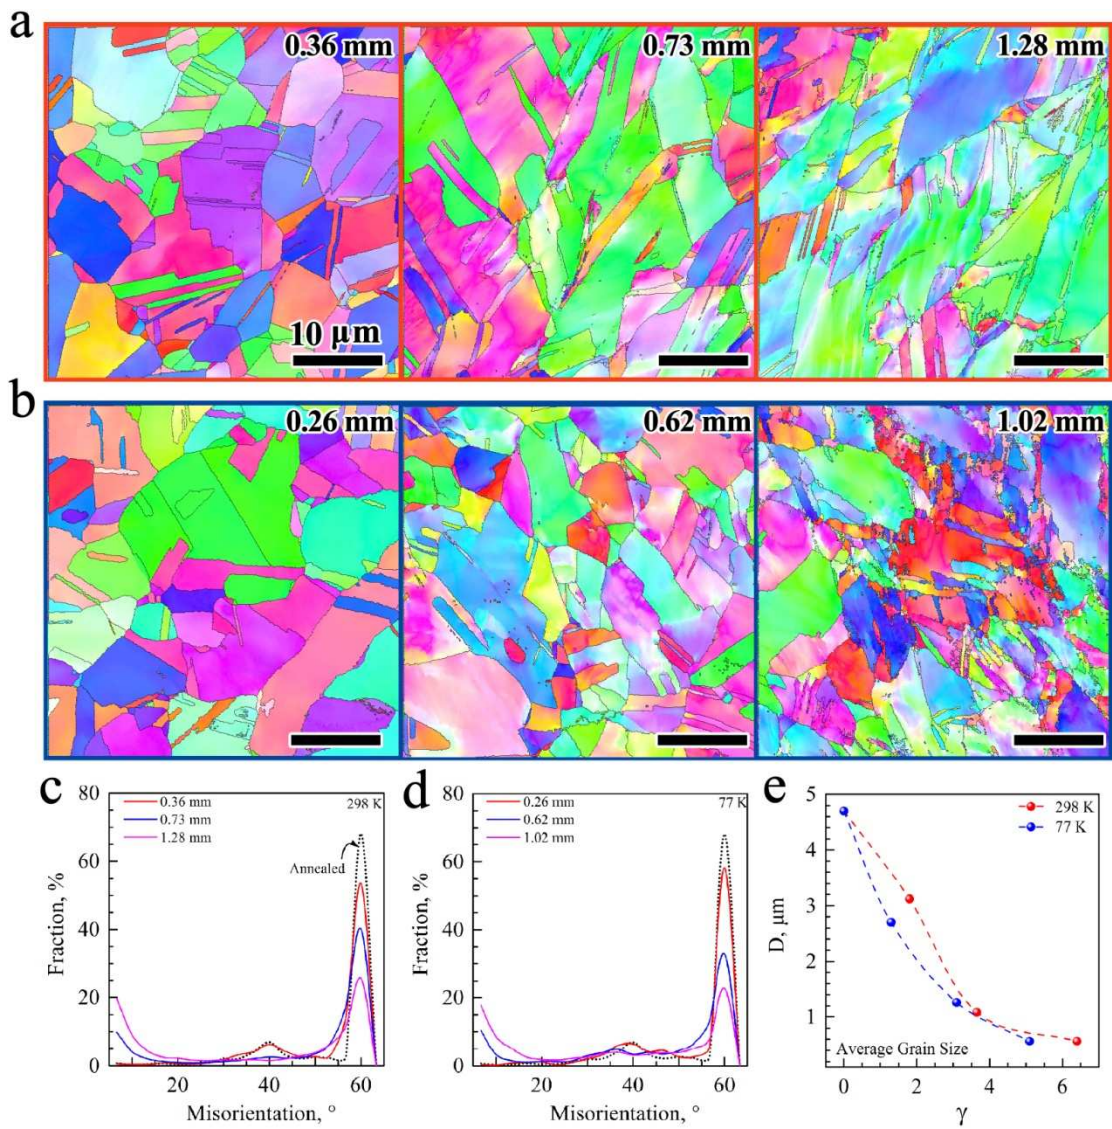 a
0.36 mm
0.73 mm
1.28 mm
10 µm
b
0.26 mm
0.62 mm
1.02 mm
c
80
60
40
20
0
Fraction, %
0.36 mm
0.73 mm
1.28 mm
298 K
Annealed
20
40
60
Misorientation, °
d
80
60
40
20
0
Fraction, %
0.26 mm
0.62 mm
1.02 mm
77 K
20
40
60
Misorientation, °
e
5
4
3
2
1
D, µm
298 K
77 K
Average Grain Size
0
2
4
6
γ